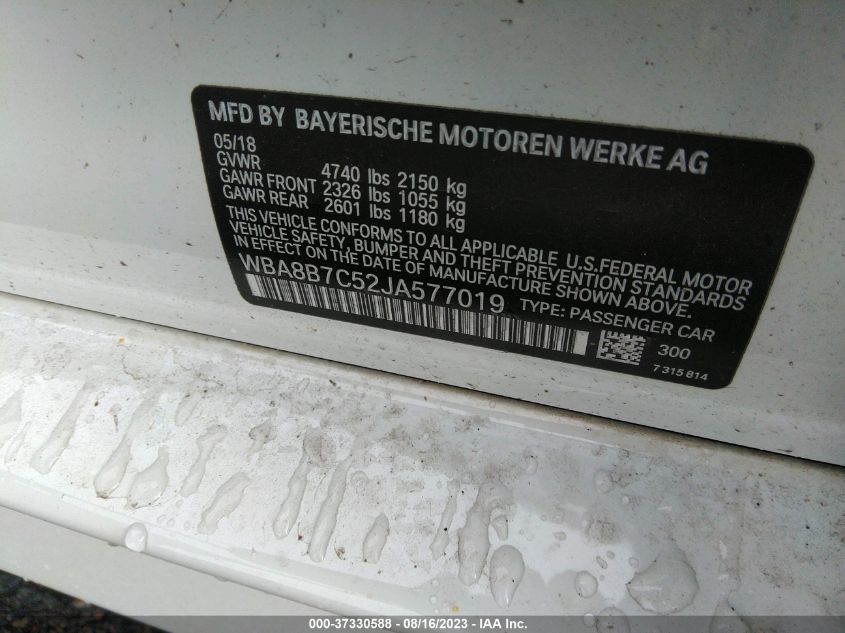 MFD BY BAYERISCHE MOTOREN WERKE AG
05/18
GVWR 4740 lbs 2150 kg
GAWR FRONT 2326 lbs 1055 kg
GAWR REAR 2601 lbs 1180 kg
THIS VEHICLE CONFORMS TO ALL APPLICABLE U.S.FEDERAL MOTOR
VEHICLE SAFETY, BUMPER AND THEFT PREVENTION STANDARDS
IN EFFECT ON THE DATE OF MANUFACTURE SHOWN ABOVE.
WBA8B7C52JA577019 TYPE: PASSENGER CAR
300
7 315 814
000-37330588 - 08/16/2023 - IAA Inc.